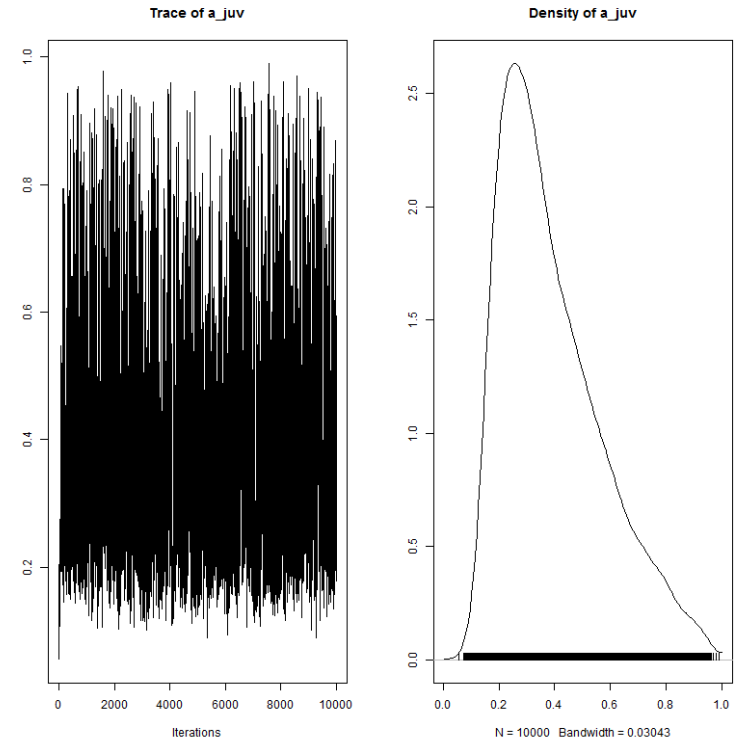 Trace of a_juv
1.0
0.8
0.6
0.4
0.2
0 2000 4000 6000 8000 10000
Iterations
Density of a_juv
2.5
2.0
1.5
1.0
0.5
0.0
0.0 0.2 0.4 0.6 0.8 1.0
N = 10000 Bandwidth = 0.03043